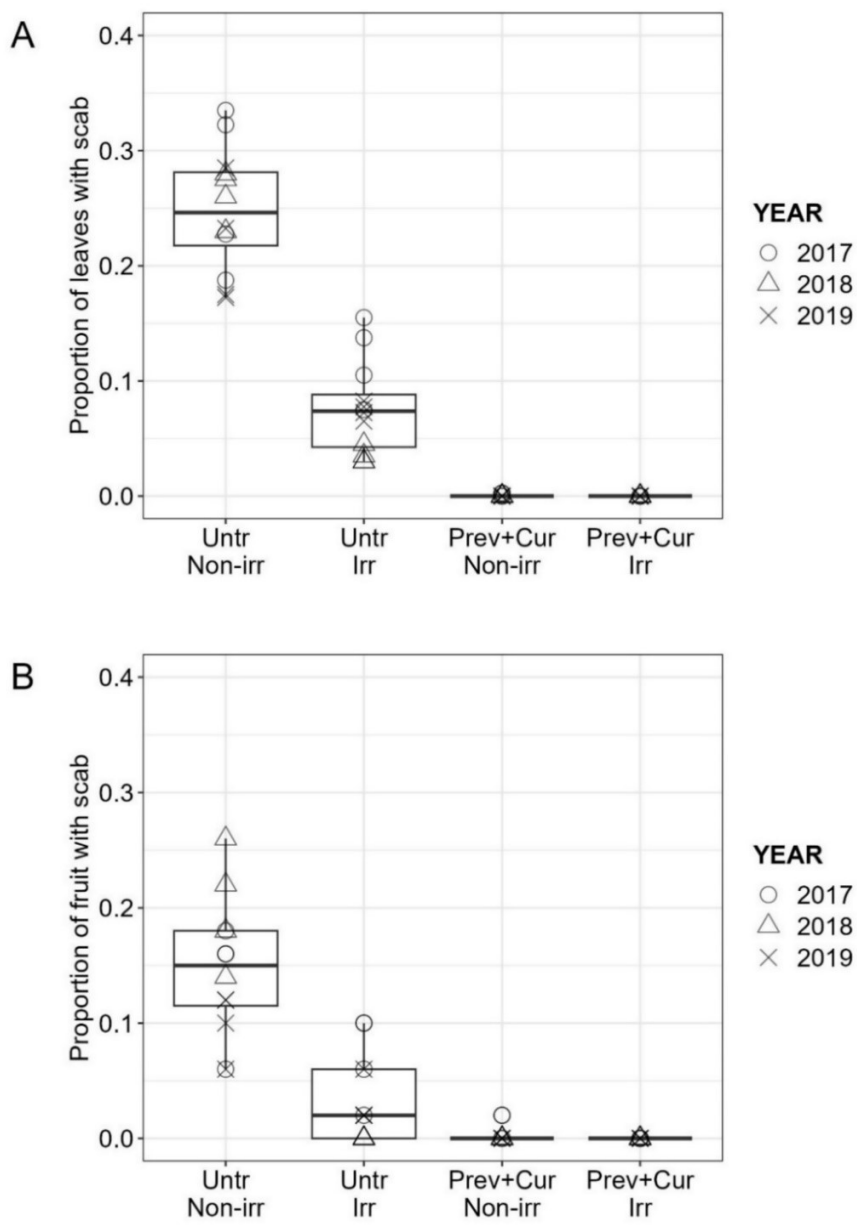 A
Proportion of leaves with scab
0.4
0.3
0.2
0.1
0.0
Untr
Non-irr
Untr
Irr
Prev+Cur
Non-irr
Prev+Cur
Irr
YEAR
2017
2018
2019
B
Proportion of fruit with scab
0.4
0.3
0.2
0.1
0.0
Untr
Non-irr
Untr
Irr
Prev+Cur
Non-irr
Prev+Cur
Irr
YEAR
2017
2018
2019